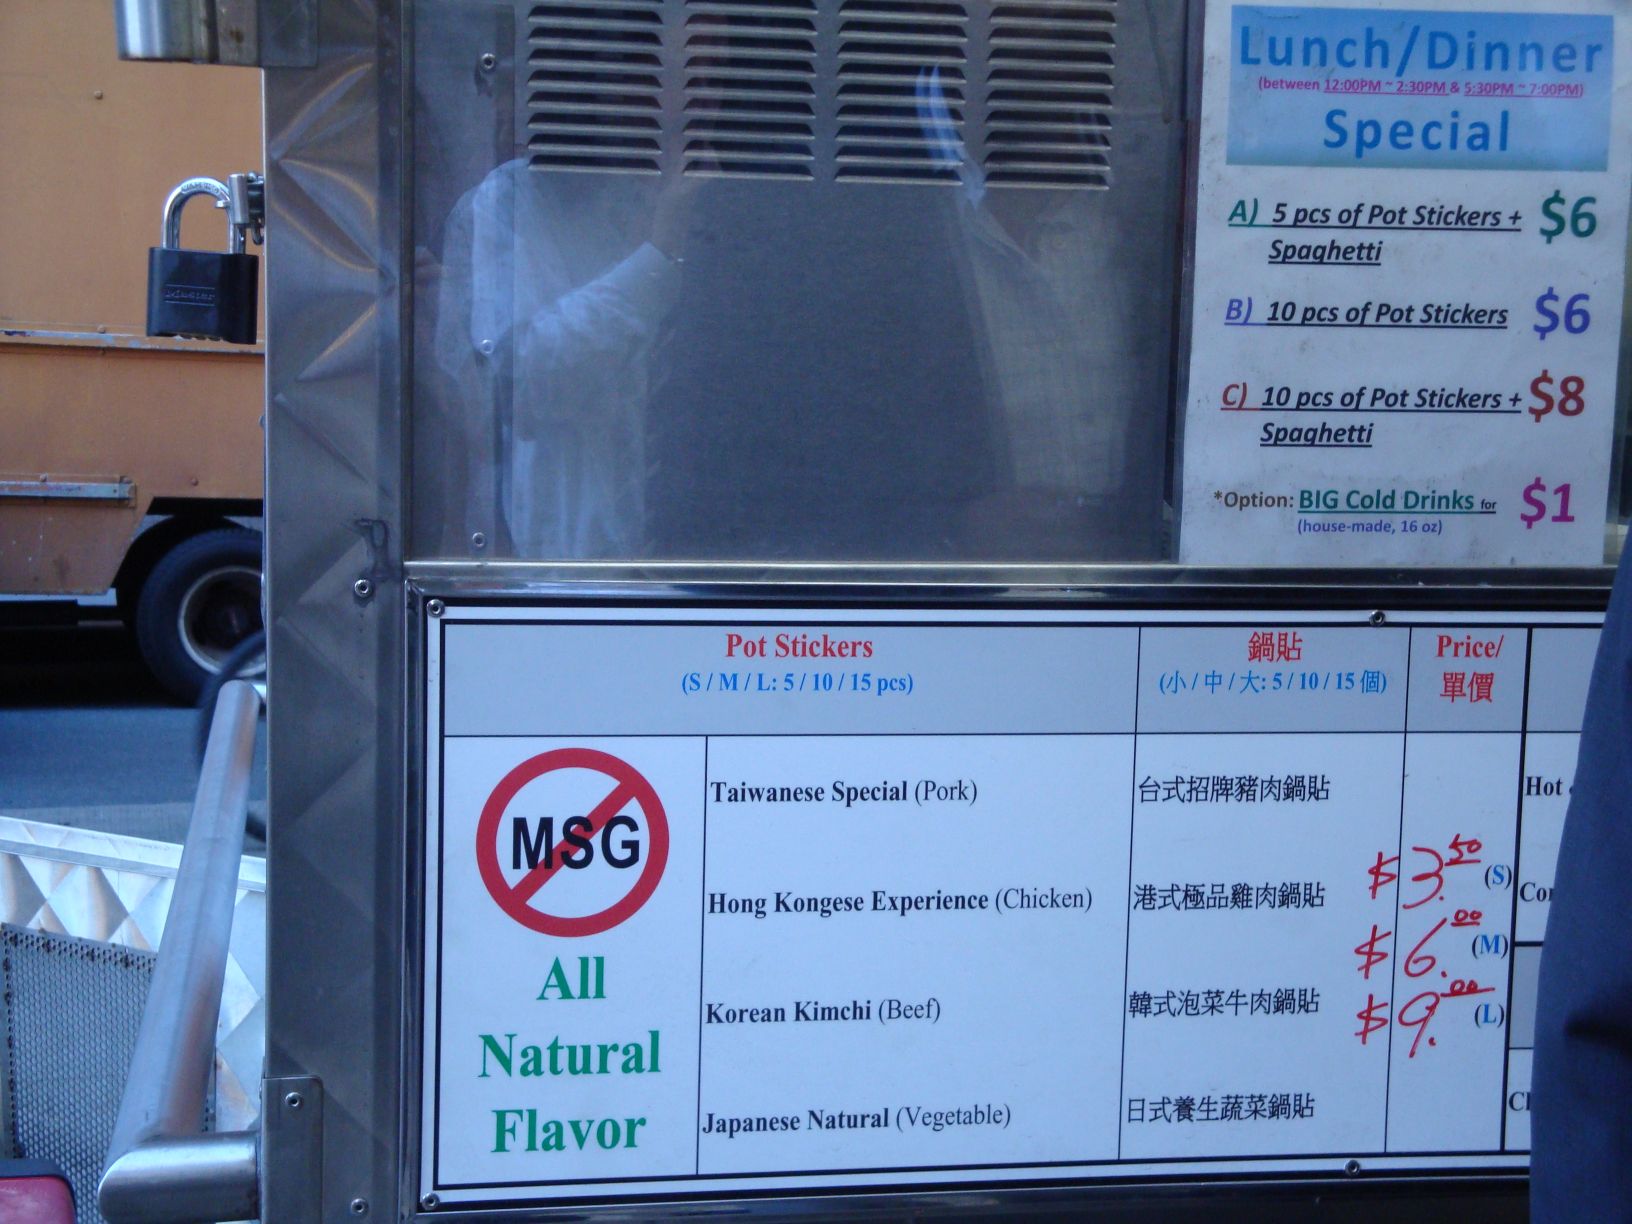 Lunch/Dinner
(between 12:00PM ~ 2:30PM & 5:30PM ~ 7:00PM)
Special
A) 5 pcs of Pot Stickers + $6
Spaghetti
B) 10 pcs of Pot Stickers $6
C) 10 pcs of Pot Stickers + $8
Spaghetti
*Option: BIG Cold Drinks for $1
(house-made, 16 oz)
Pot Stickers 鍋貼 Price/
(S / M / L: 5 / 10 / 15 pcs) (小 / 中 / 大: 5 / 10 / 15 個) 單價
MSG
All
Natural
Flavor
Taiwanese Special (Pork) 台式招牌豬肉鍋貼
Hong Kongese Experience (Chicken) 港式極品雞肉鍋貼
Korean Kimchi (Beef) 韓式泡菜牛肉鍋貼
Japanese Natural (Vegetable) 日式養生蔬菜鍋貼
$3.50 (S)
$6.00 (M)
$9.00 (L)
Hot